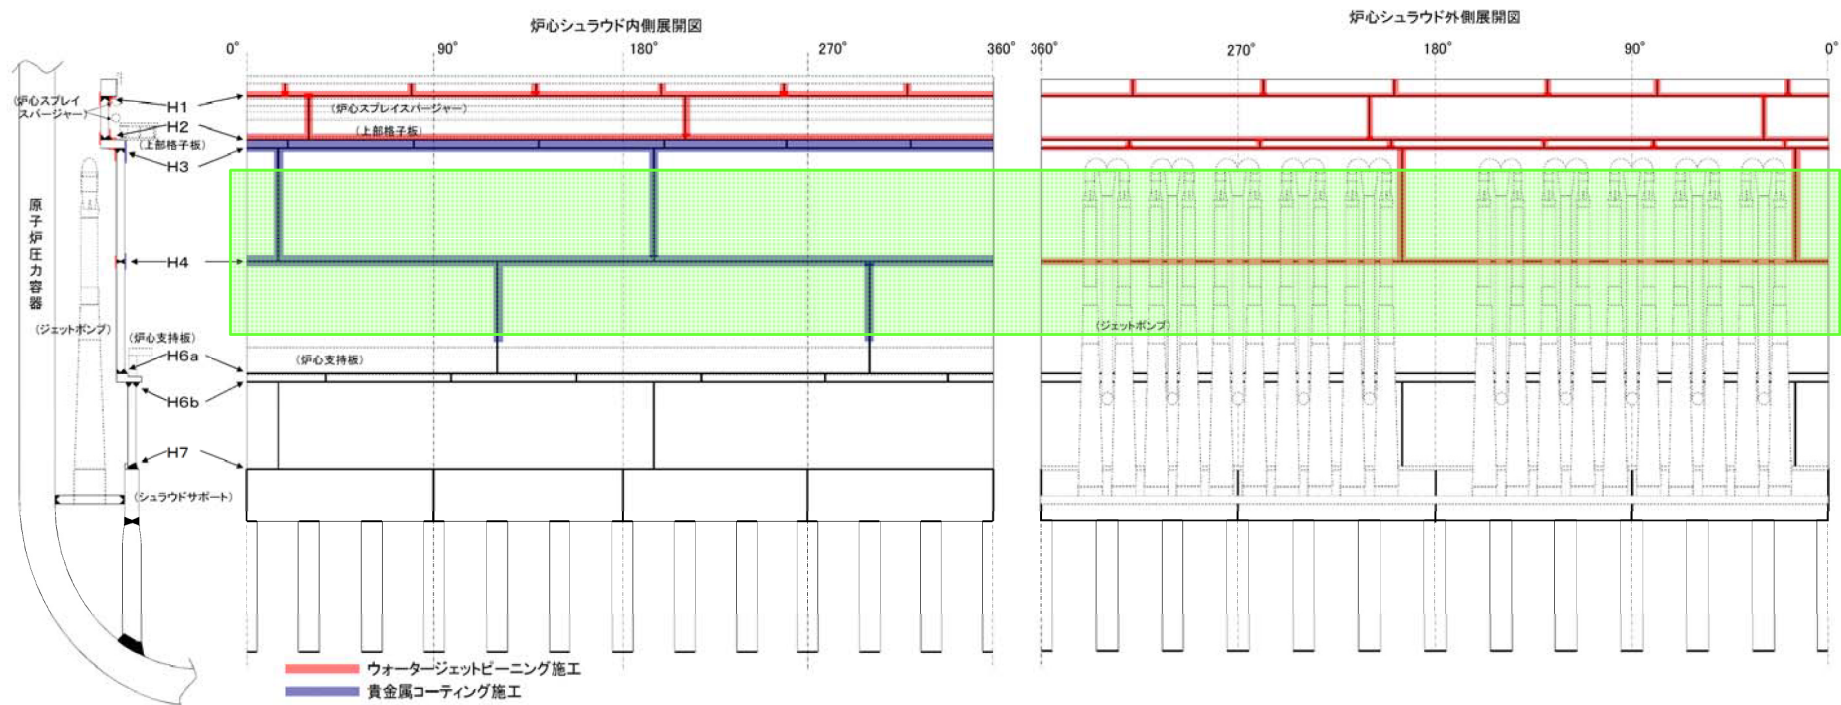 炉心シュラウド内側展開図
炉心シュラウド外側展開図
0°
90°
180°
270°
360°
360°
270°
180°
90°
0°
(炉心スプレイ
スパージャー)
H1
(炉心スプレイスパージャー)
H2
(上部格子板)
(上部格子板)
H3
原子炉圧力容器
H4
(ジェットポンプ)
(ジェットポンプ)
(炉心支持板)
H6a
(炉心支持板)
H6b
H7
(シュラウドサポート)
ウォータージェットピーニング施工
貴金属コーティング施工